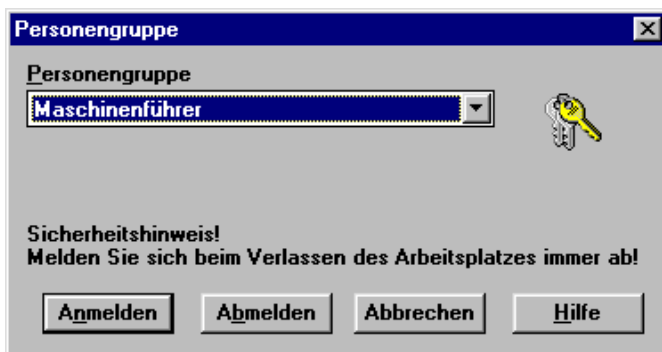 Personengruppe
Personengruppe
Maschinenführer
Sicherheitshinweis!
Melden Sie sich beim Verlassen des Arbeitsplatzes immer ab!
Anmelden Abmelden Abbrechen Hilfe